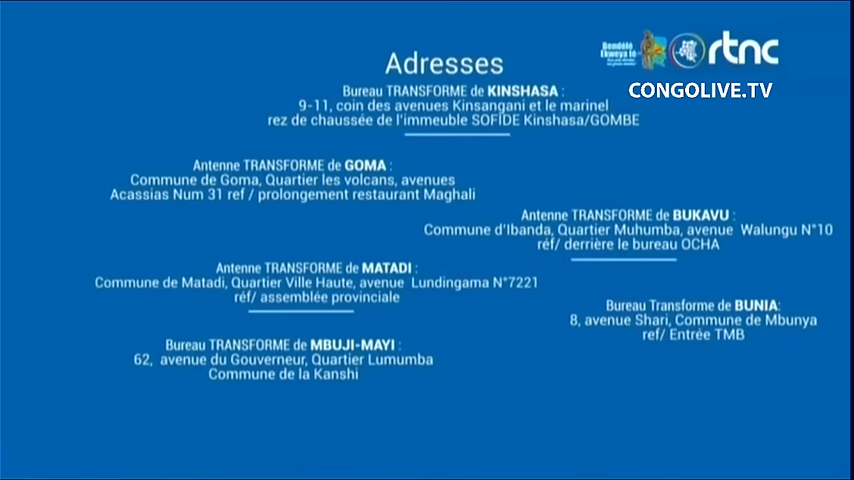 Bendélé
Ekweya té
rtnc
CONGOLIVE.TV
Adresses
Bureau TRANSFORME de KINSHASA :
9-11, coin des avenues Kinsangani et le marinel
rez de chaussée de l'immeuble SOFIDE Kinshasa/GOMBE
Antenne TRANSFORME de GOMA :
Commune de Goma, Quartier les volcans, avenues
Acassias Num 31 ref / prolongement restaurant Maghali
Antenne TRANSFORME de BUKAVU :
Commune d'Ibanda, Quartier Muhumba, avenue Walungu N°10
réf/ derrière le bureau OCHA
Antenne TRANSFORME de MATADI :
Commune de Matadi, Quartier Ville Haute, avenue Lundingama N°7221
réf/ assemblée provinciale
Bureau Transforme de BUNIA:
8, avenue Shari, Commune de Mbunya
ref/ Entrée TMB
Bureau TRANSFORME de MBUJI-MAYI :
62, avenue du Gouverneur, Quartier Lumumba
Commune de la Kanshi